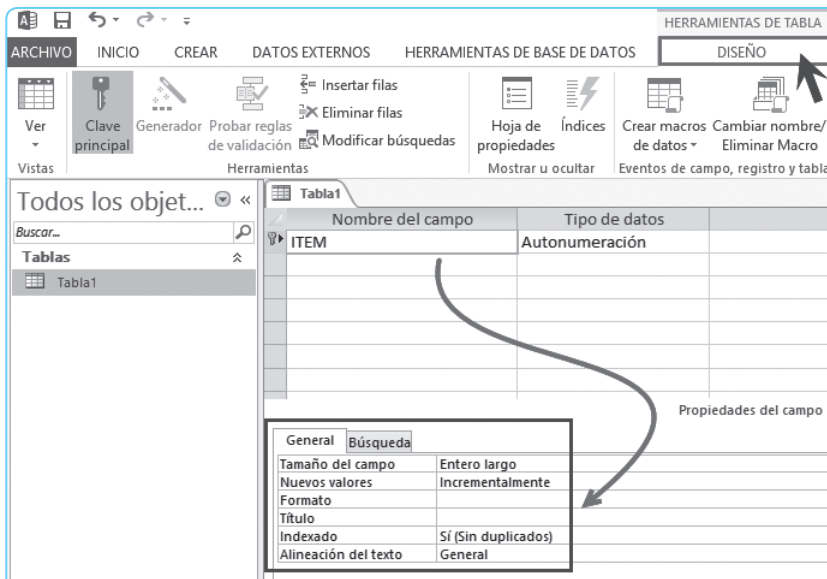 HERRAMIENTAS DE TABLA
ARCHIVO INICIO CREAR DATOS EXTERNOS HERRAMIENTAS DE BASE DE DATOS DISEÑO
Ver
Vistas
Clave principal
Generador
Probar reglas de validación
Insertar filas
Eliminar filas
Modificar búsquedas
Herramientas
Hoja de propiedades
Índices
Mostrar u ocultar
Crear macros de datos
Cambiar nombre/ Eliminar Macro
Eventos de campo, registro y tabla
Todos los objet... «
Buscar...
Tablas
Tabla1
Tabla1
Nombre del campo Tipo de datos
ITEM Autonumeración
Propiedades del campo
General Búsqueda
Tamaño del campo Entero largo
Nuevos valores Incrementalmente
Formato
Título
Indexado Sí (Sin duplicados)
Alineación del texto General